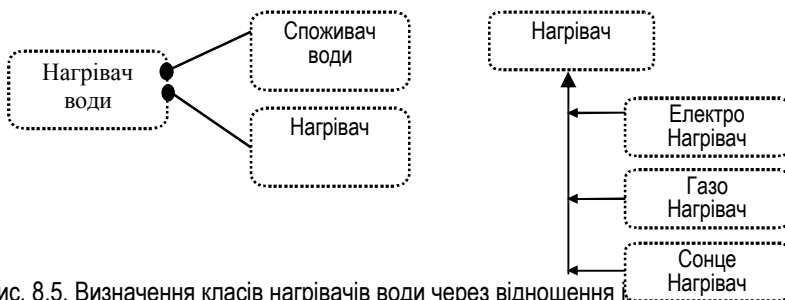 Нагрівач
води
Споживач
води
Нагрівач
Нагрівач
Електро
Нагрівач
Газо
Нагрівач
Сонце
Нагрівач
ис. 8.5. Визначення класів нагрівачів води через відношення